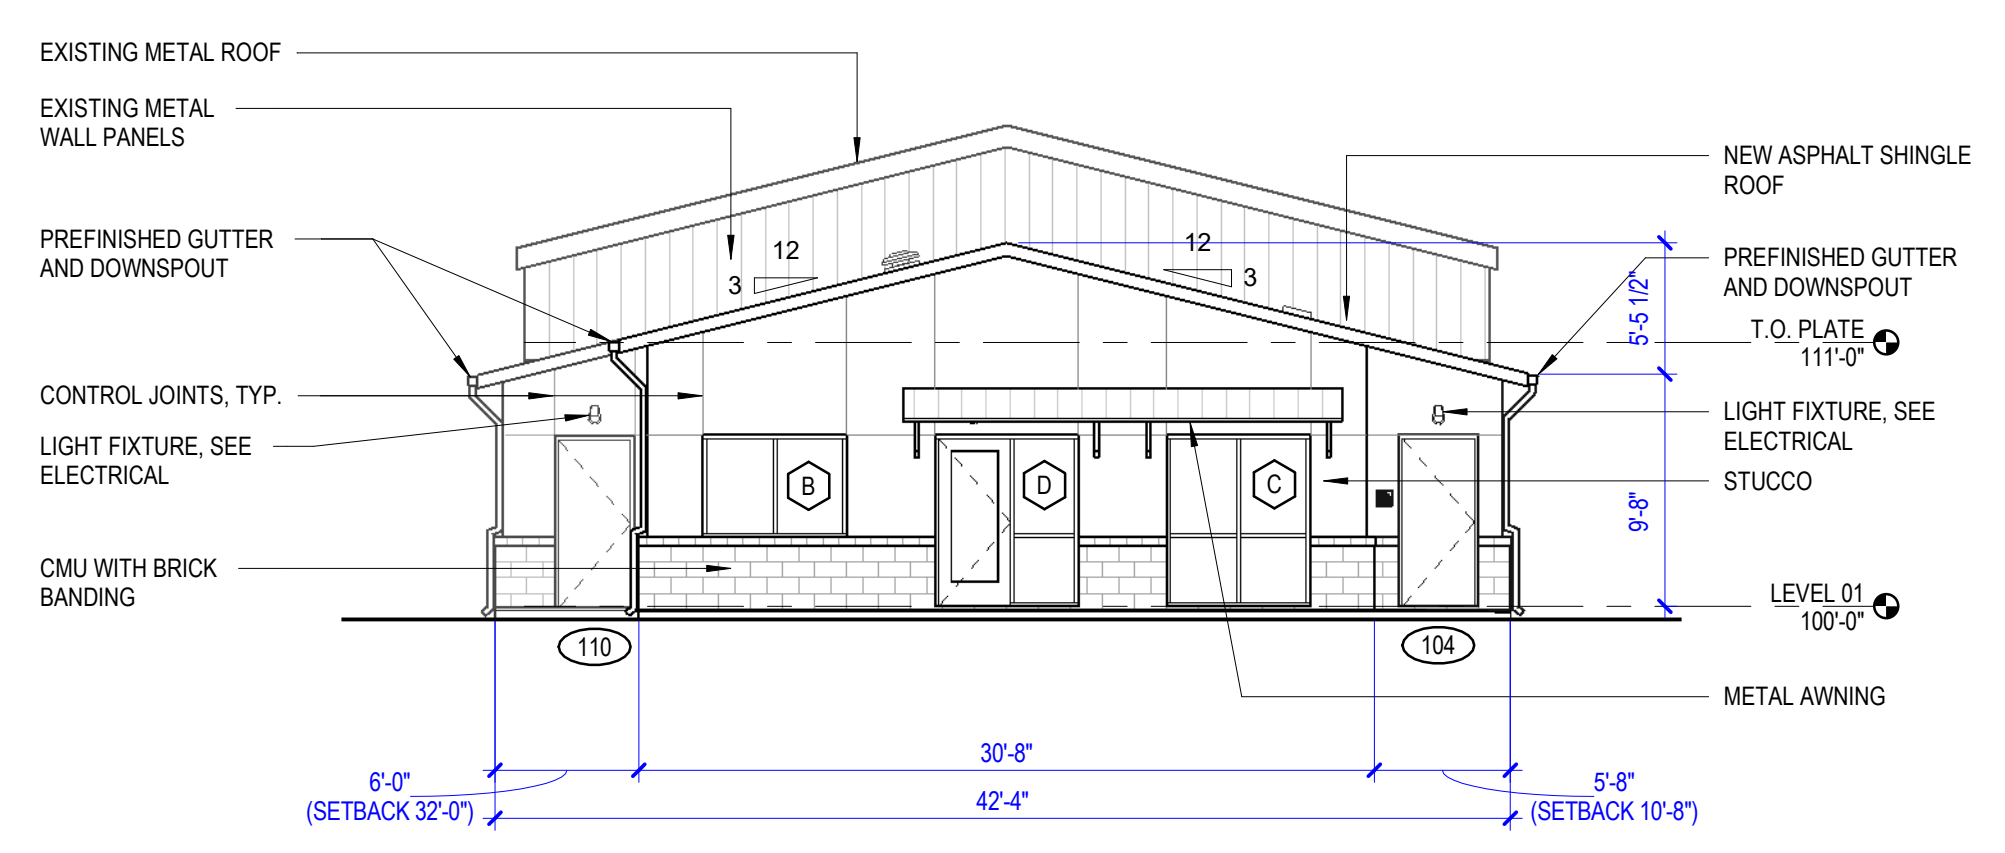 EXISTING METAL ROOF
EXISTING METAL
WALL PANELS
PREFINISHED GUTTER
AND DOWNSPOUT
CONTROL JOINTS, TYP.
LIGHT FIXTURE, SEE
ELECTRICAL
CMU WITH BRICK
BANDING
12
3
12
3
B
D
C
110
104
NEW ASPHALT SHINGLE
ROOF
PREFINISHED GUTTER
AND DOWNSPOUT
5'-5 1/2"
T.O. PLATE
111'-0"
LIGHT FIXTURE, SEE
ELECTRICAL
STUCCO
9'-8"
LEVEL 01
100'-0"
METAL AWNING
30'-8"
6'-0"
(SETBACK 32'-0")
42'-4"
5'-8"
(SETBACK 10'-8")